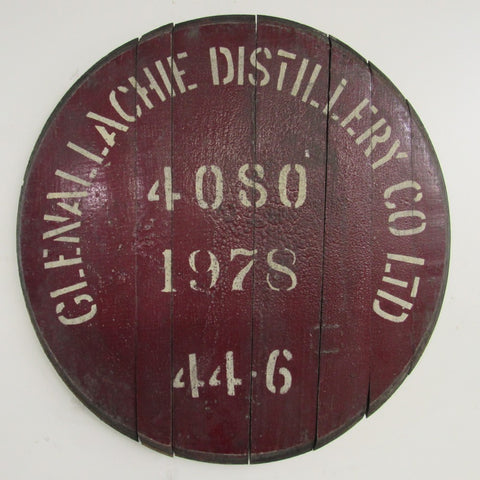 GLENALLACHIE DISTILLERY CO LTD
4080
1978
44·6